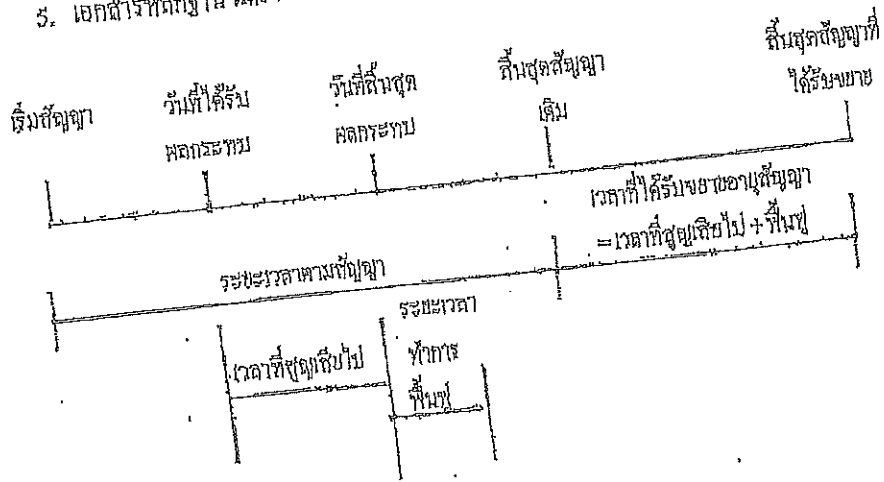 5. เอกสารหลักฐาน
เริ่มสัญญา
วันที่ได้รับ
ผลกระทบ
วันที่สิ้นสุด
ผลกระทบ
สิ้นสุดสัญญา
เดิม
สิ้นสุดสัญญาที่
ได้รับขยาย
ระยะเวลาตามสัญญา
เวลาที่ได้รับขยายอายุสัญญา
=เวลาที่สูญเสียไป+ฟื้นฟู
เวลาที่สูญเสียไป
ระยะเวลา
ทำการ
ฟื้นฟู